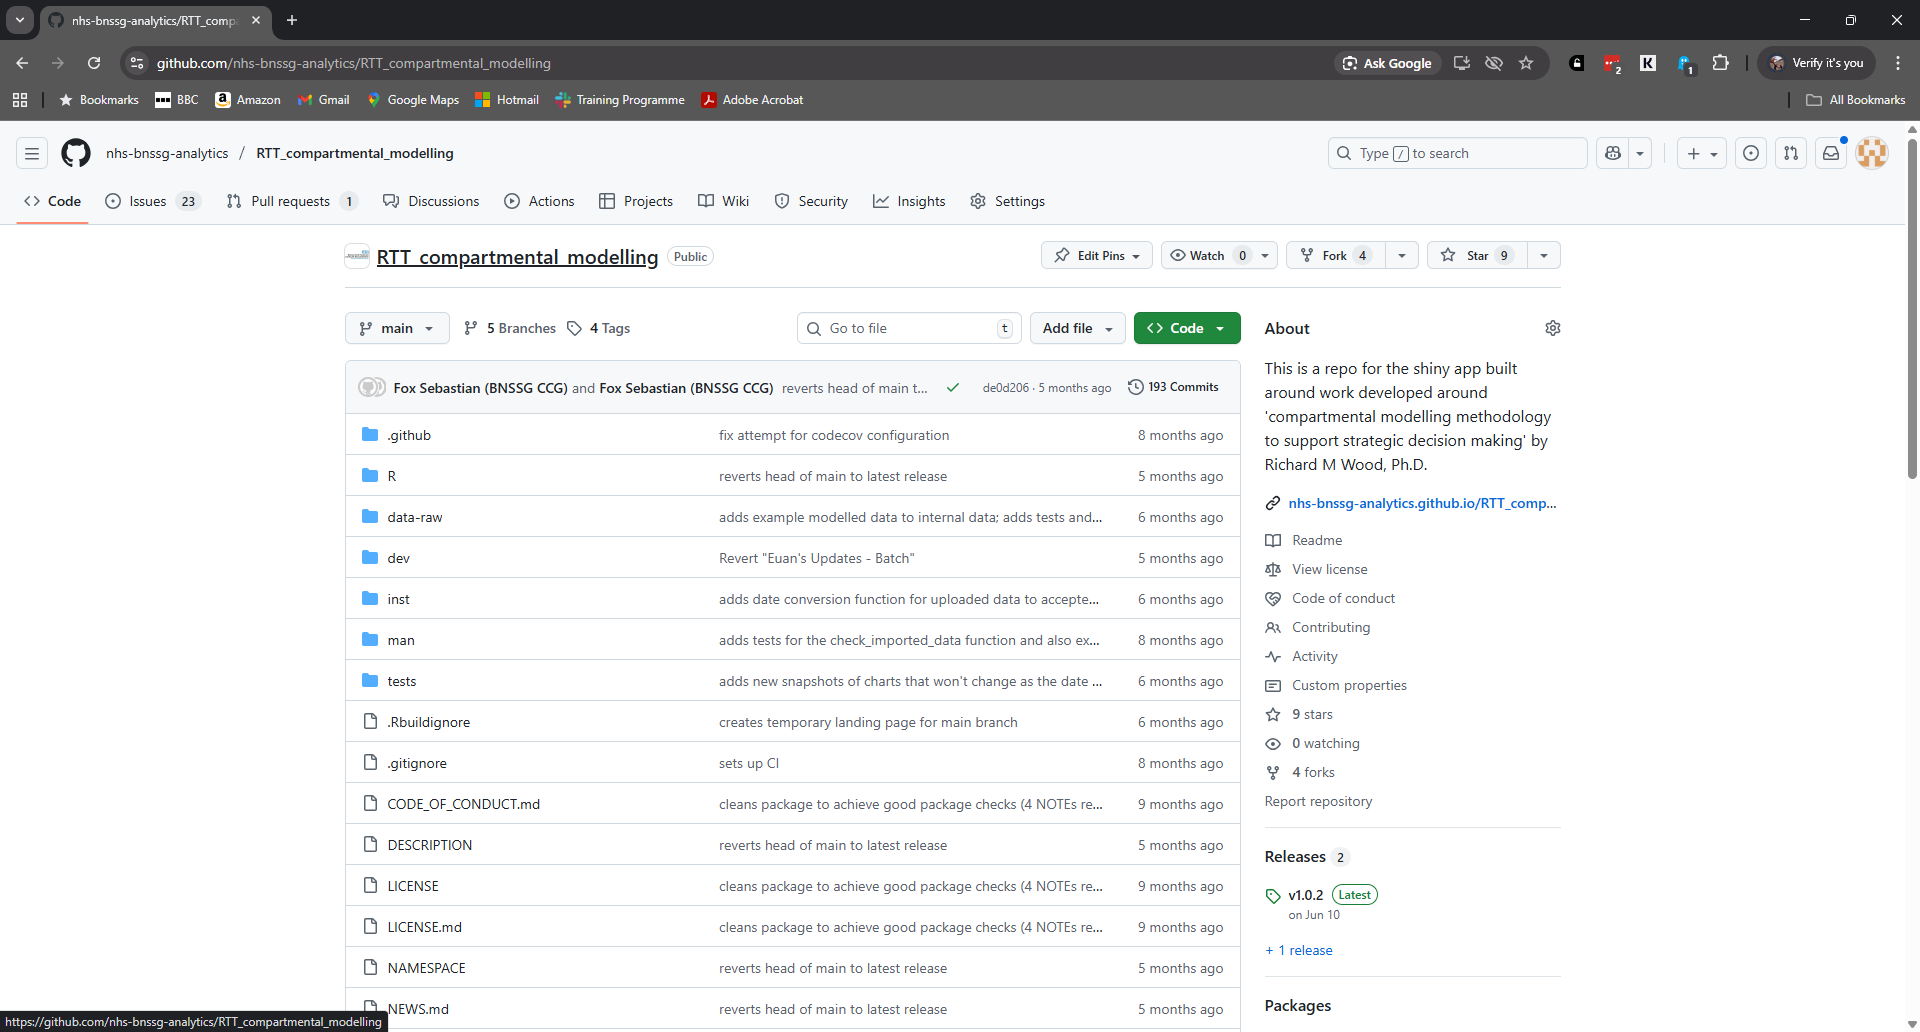 nhs-bnssg-analytics/RTT_comp
github.com/nhs-bnssg-analytics/RTT_compartmental_modelling
Ask Google
2
K
1
Verify it's you
Bookmarks
BBC
Amazon
Gmail
Google Maps
Hotmail
Training Programme
Adobe Acrobat
All Bookmarks
nhs-bnssg-analytics / RTT_compartmental_modelling
Type / to search
Code
Issues 23
Pull requests 1
Discussions
Actions
Projects
Wiki
Security
Insights
Settings
RTT_compartmental_modelling Public
Edit Pins
Watch 0
Fork 4
Star 9
main
5 Branches
4 Tags
Go to file t
Add file
Code
Fox Sebastian (BNSSG CCG) and Fox Sebastian (BNSSG CCG) reverts head of main t... de0d206 · 5 months ago 193 Commits
.github fix attempt for codecov configuration 8 months ago
R reverts head of main to latest release 5 months ago
data-raw adds example modelled data to internal data; adds tests and... 6 months ago
dev Revert "Euan's Updates - Batch" 5 months ago
inst adds date conversion function for uploaded data to accepte... 6 months ago
man adds tests for the check_imported_data function and also ex... 8 months ago
tests adds new snapshots of charts that won't change as the date ... 6 months ago
.Rbuildignore creates temporary landing page for main branch 6 months ago
.gitignore sets up CI 8 months ago
CODE_OF_CONDUCT.md cleans package to achieve good package checks (4 NOTEs re... 9 months ago
DESCRIPTION reverts head of main to latest release 5 months ago
LICENSE cleans package to achieve good package checks (4 NOTEs re... 9 months ago
LICENSE.md cleans package to achieve good package checks (4 NOTEs re... 9 months ago
NAMESPACE reverts head of main to latest release 5 months ago
NEWS.md reverts head of main to latest release 5 months ago
About
This is a repo for the shiny app built
around work developed around
'compartmental modelling methodology
to support strategic decision making' by
Richard M Wood, Ph.D.
nhs-bnssg-analytics.github.io/RTT_comp...
Readme
View license
Code of conduct
Contributing
Activity
Custom properties
9 stars
0 watching
4 forks
Report repository
Releases 2
v1.0.2 Latest
on Jun 10
+ 1 release
Packages
https://github.com/nhs-bnssg-analytics/RTT_compartmental_modelling